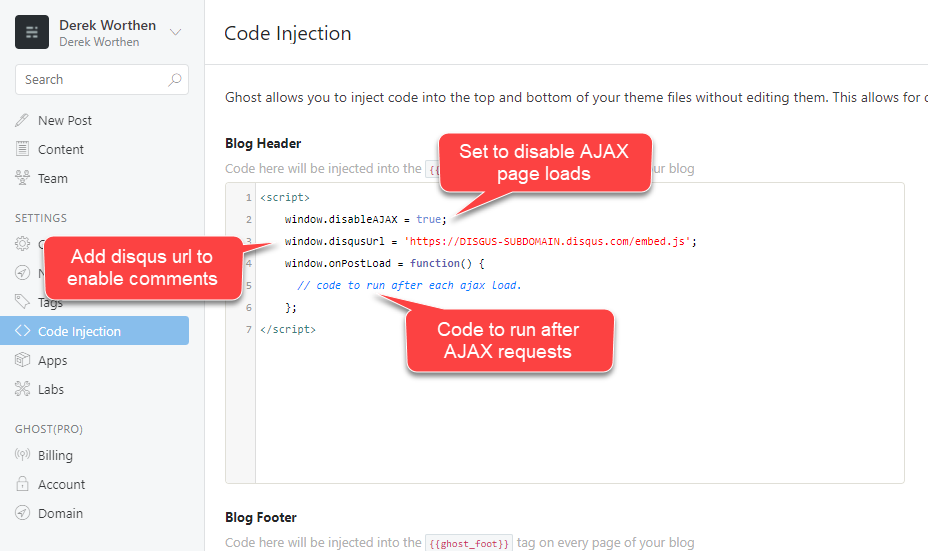 Derek Worthen
Derek Worthen
Search
New Post
Content
Team
SETTINGS
Tags
Code Injection
Apps
Labs
GHOST(PRO)
Billing
Account
Domain
Code Injection
Ghost allows you to inject code into the top and bottom of your theme files without editing them. This allows for
Blog Header
Code here will be injected into the {{
ur blog
Set to disable AJAX
page loads
1 <script>
2 window.disableAJAX = true;
3 window.disqusUrl = 'https://DISGUS-SUBDOMAIN.disqus.com/embed.js';
4 window.onPostLoad = function() {
5 // code to run after each ajax load.
6 };
7 </script>
Add disqus url to
enable comments
Code to run after
AJAX requests
Blog Footer
Code here will be injected into the {{ghost_foot}} tag on every page of your blog